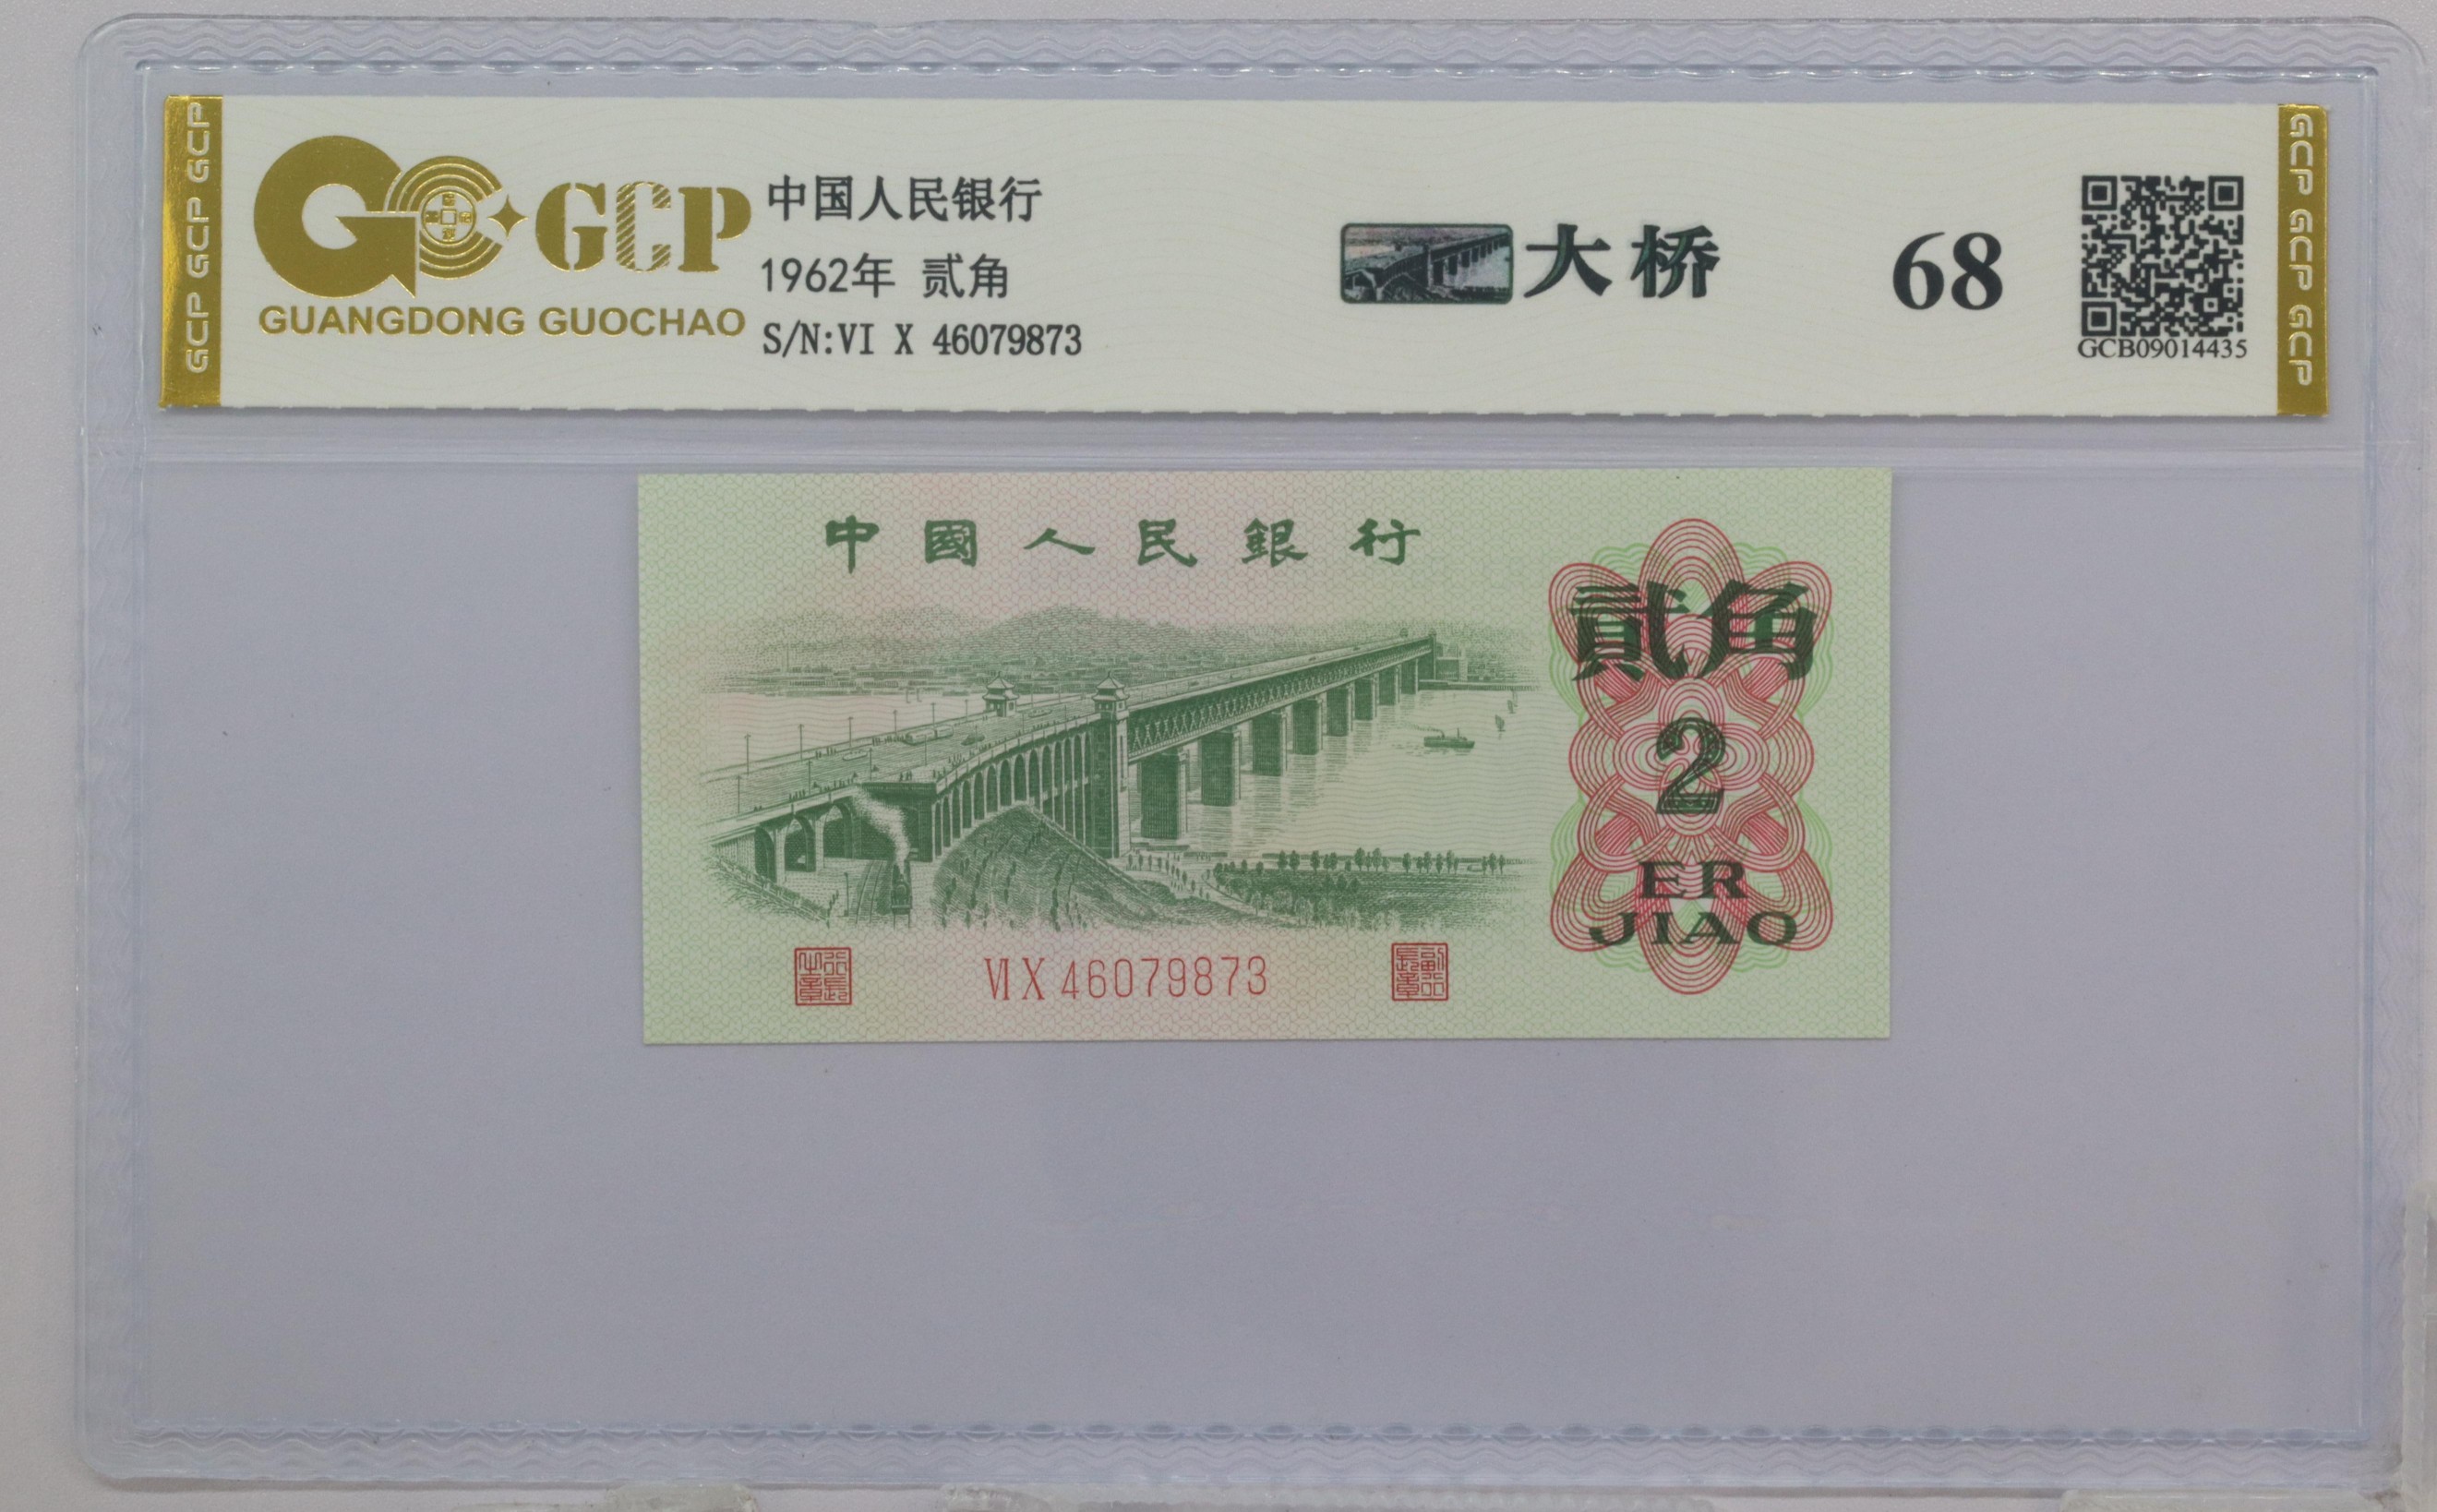 GCP GCP GCP
GCP
GUANGDONG GUOCHAO
中国人民银行
1962年 贰角
S/N:VI X 46079873
大桥
68
GCB09014435
GCP GCP GCP
中國人民銀行
貳角
2
ER
JIAO
VI X 46079873